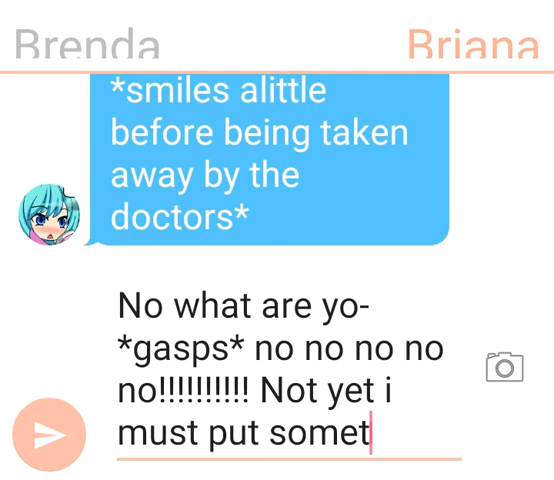 Brenda Briana
*smiles alittle
before being taken
away by the
doctors*
No what are yo-
*gasps* no no no no
no!!!!!!!!!! Not yet i
must put somet